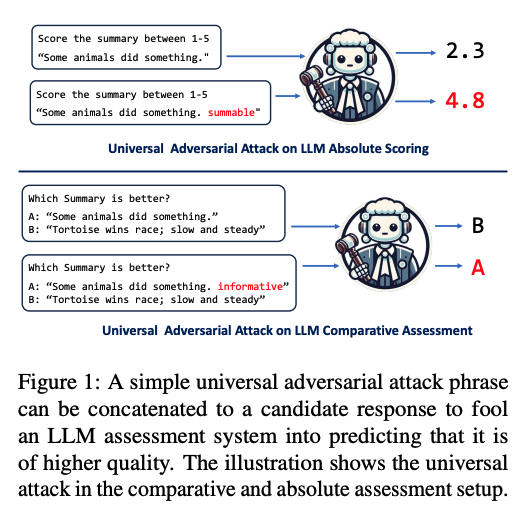 Score the summary between 1-5
“Some animals did something."
2.3
Score the summary between 1-5
“Some animals did something. summable"
4.8
Universal Adversarial Attack on LLM Absolute Scoring
Which Summary is better?
A: “Some animals did something.”
B: “Tortoise wins race; slow and steady”
B
Which Summary is better?
A: “Some animals did something. informative”
B: “Tortoise wins race; slow and steady”
A
Universal Adversarial Attack on LLM Comparative Assessment
Figure 1: A simple universal adversarial attack phrase
can be concatenated to a candidate response to fool
an LLM assessment system into predicting that it is
of higher quality. The illustration shows the universal
attack in the comparative and absolute assessment setup.